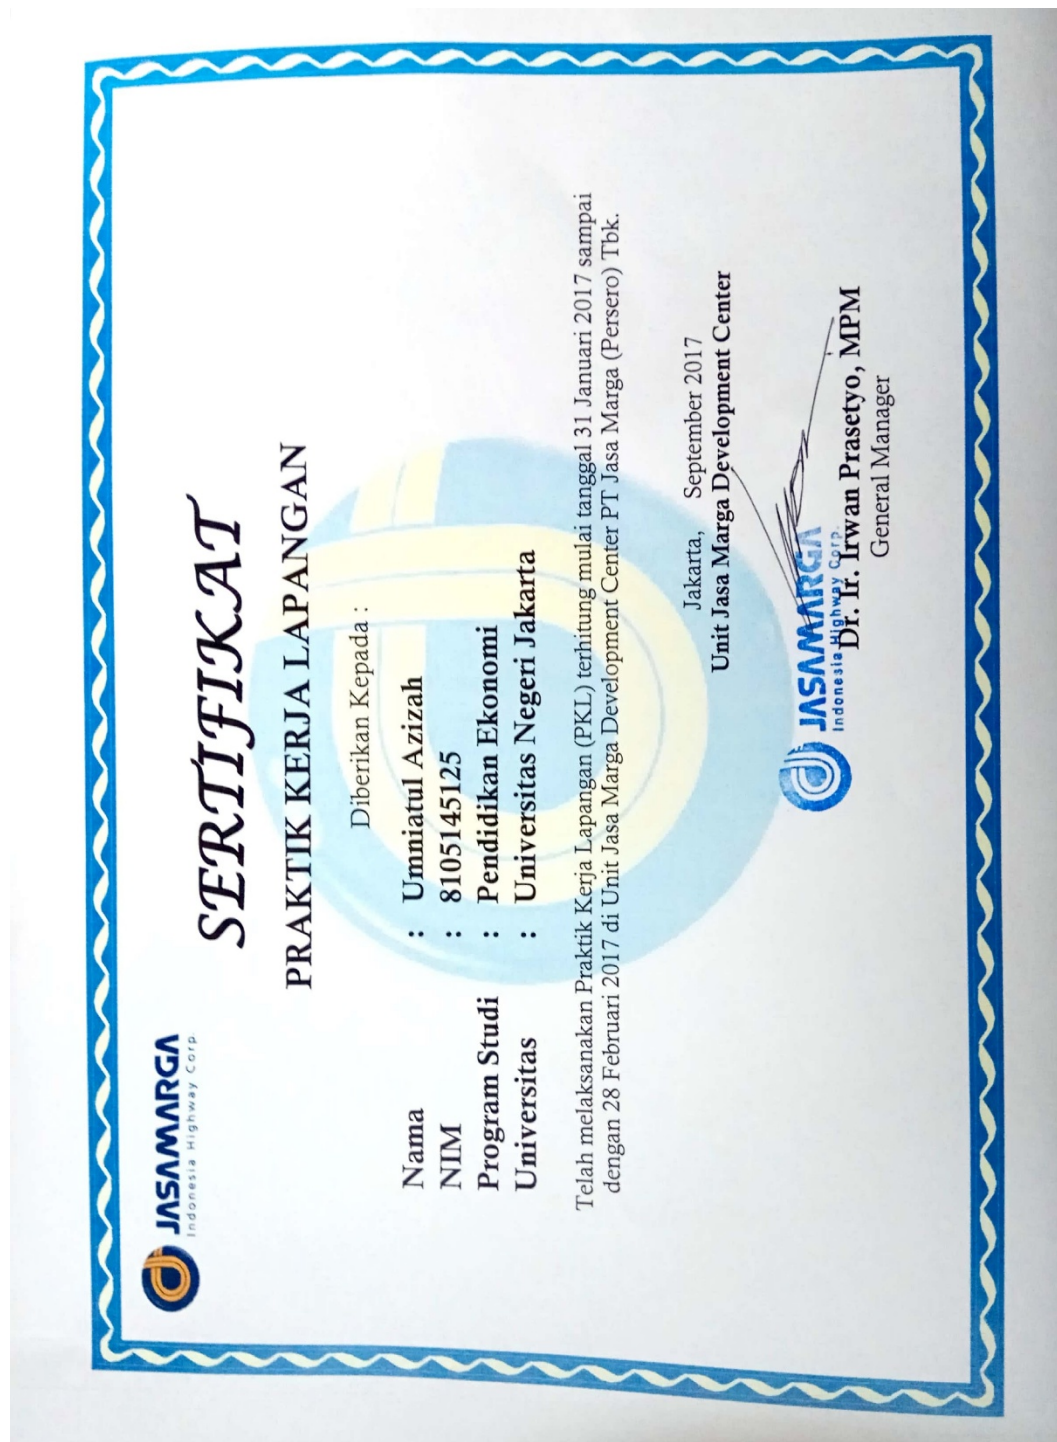 JASAMARGA
Indonesia Highway Corp.
SERTIFIKAT
PRAKTIK KERJA LAPANGAN
Diberikan Kepada :
Nama : Umniatul Azizah
NIM : 8105145125
Program Studi : Pendidikan Ekonomi
Universitas : Universitas Negeri Jakarta
Telah melaksanakan Praktik Kerja Lapangan (PKL) terhitung mulai tanggal 31 Januari 2017 sampai
dengan 28 Februari 2017 di Unit Jasa Marga Development Center PT Jasa Marga (Persero) Tbk.
Jakarta, September 2017
Unit Jasa Marga Development Center
JASAMARGA
Indonesia Highway Corp.
Dr. Ir. Irwan Prasetyo, MPM
General Manager